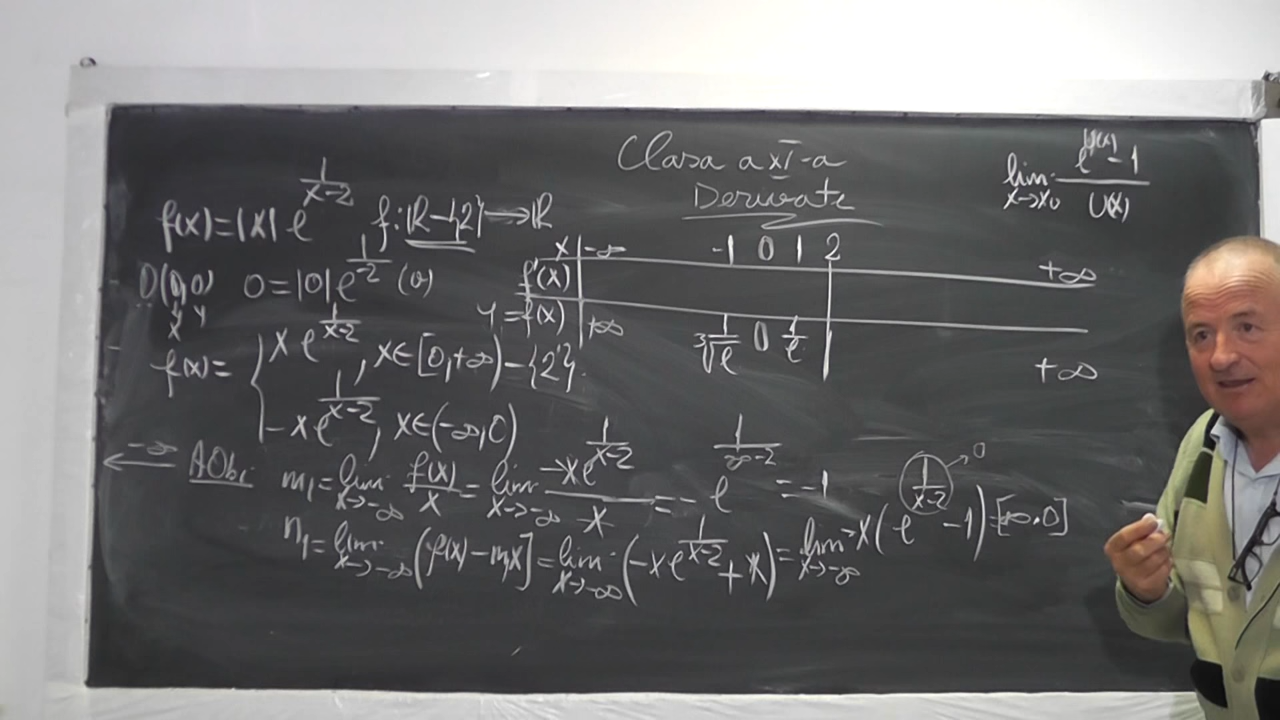 Clasa a XI-a
Derivate
lim x→x₀ (e^{u(x)} - 1)/U(x)
f(x)=|x| e^{1/(x-2)} f: ℝ-{2}→ℝ
O(0,0) 0=|0|e^{1/-2} (A)
x y
f(x)= { x e^{1/(x-2)}, x∈[0,+∞)-{2}.
-x e^{1/(x-2)}, x∈(-∞,0)
x | -∞ -1 0 1 2 +∞
f'(x)
y=f(x) | +∞ 1/∛e 0 1/e | +∞
←-∞ AObl: m₁=lim x→-∞ f(x)/x = lim x→-∞ -x e^{1/(x-2)}/x = -e^{1/(∞-2)} = -1
n₁=lim x→-∞ (f(x)-m₁x] = lim x→-∞ (-x e^{1/(x-2)}+x) = lim x→-∞ -x(e^{1/(x-2)} -1) = [∞·0]
→0